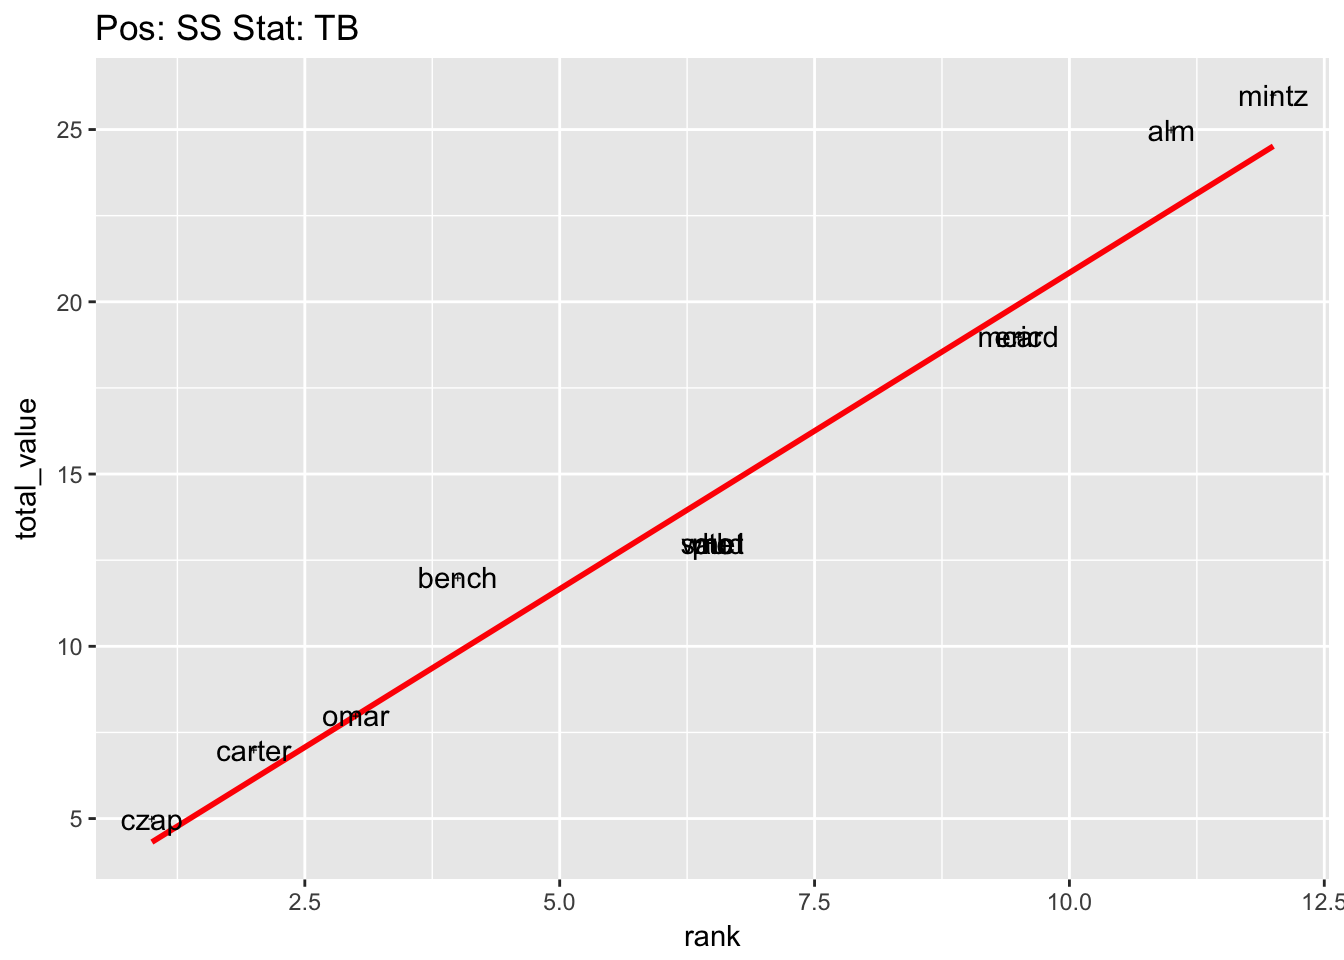 Pos: SS Stat: TB
mintz
25
alm
20
15
bench
10
omar
carter
czap
5
total_value
2.5
5.0
7.5
10.0
12.5
rank